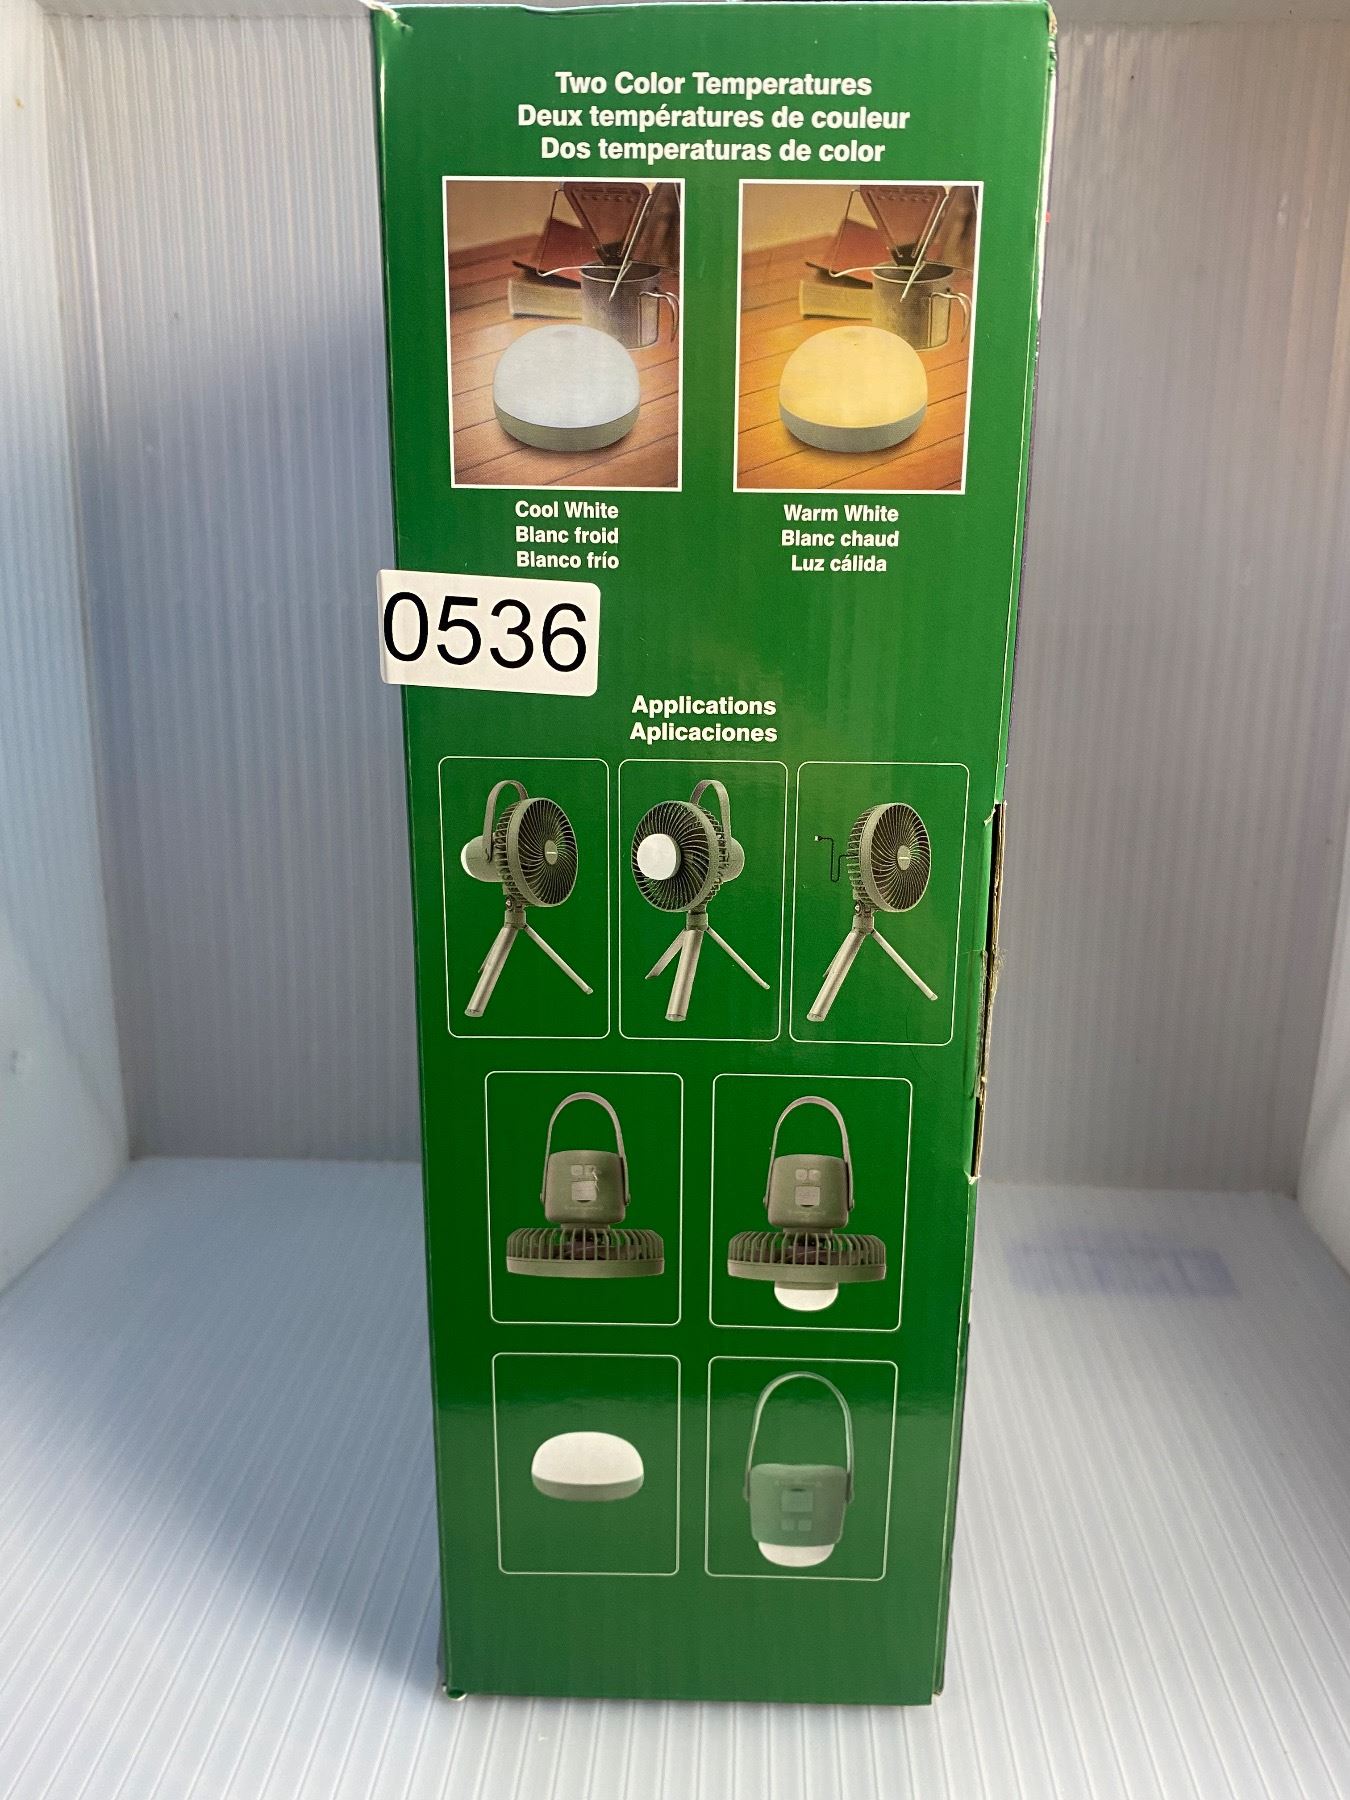 Two Color Temperatures
Deux températures de couleur
Dos temperaturas de color
Cool White
Blanc froid
Blanco frío
Warm White
Blanc chaud
Luz cálida
0536
Applications
Aplicaciones